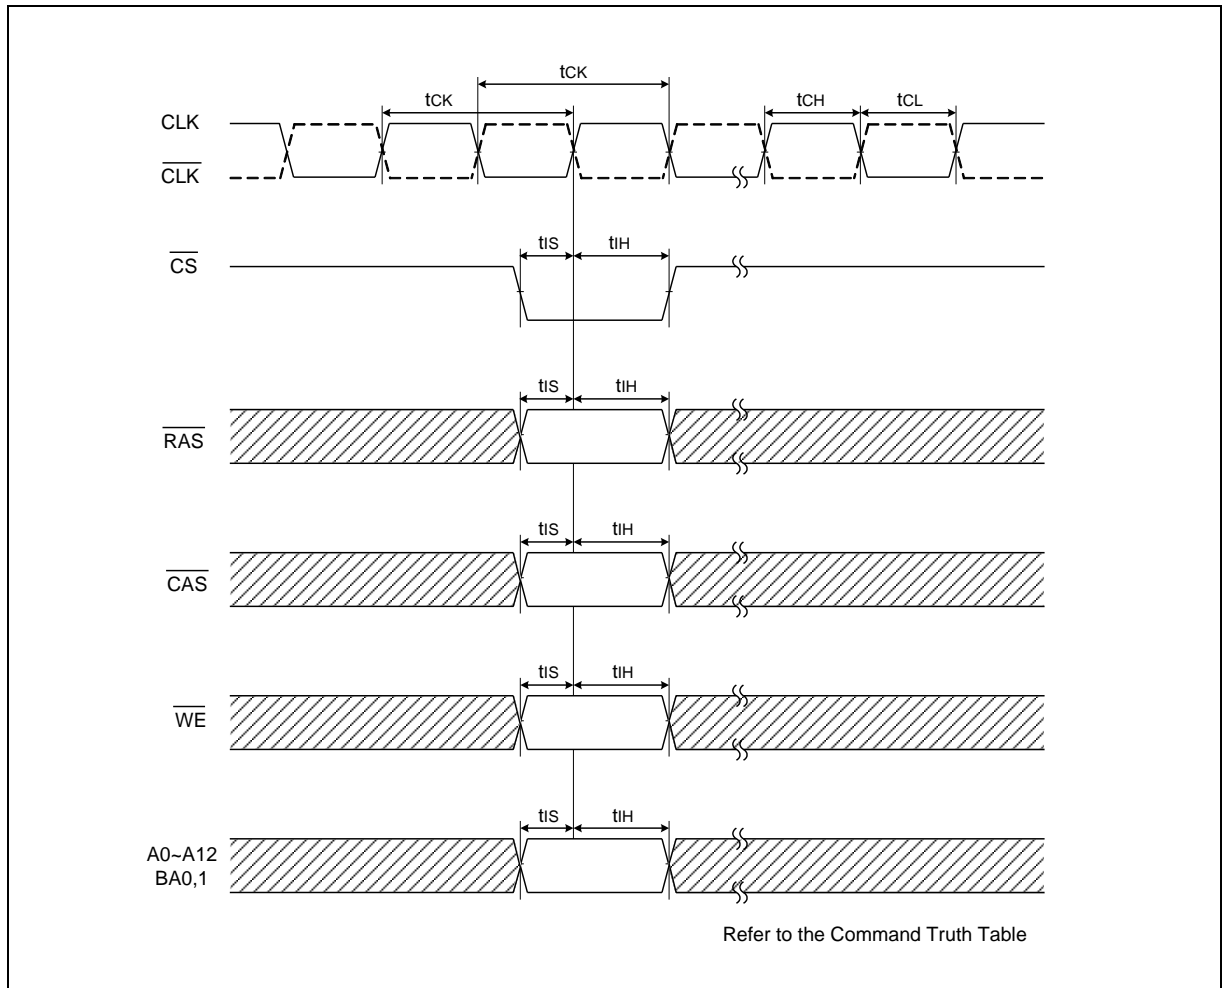 tCK
tCK
tCH
tCL
CLK
CLK
tIS
tIH
CS
tIS
tIH
RAS
tIS
tIH
CAS
tIS
tIH
WE
tIS
tIH
A0~A12
BA0,1
Refer to the Command Truth Table